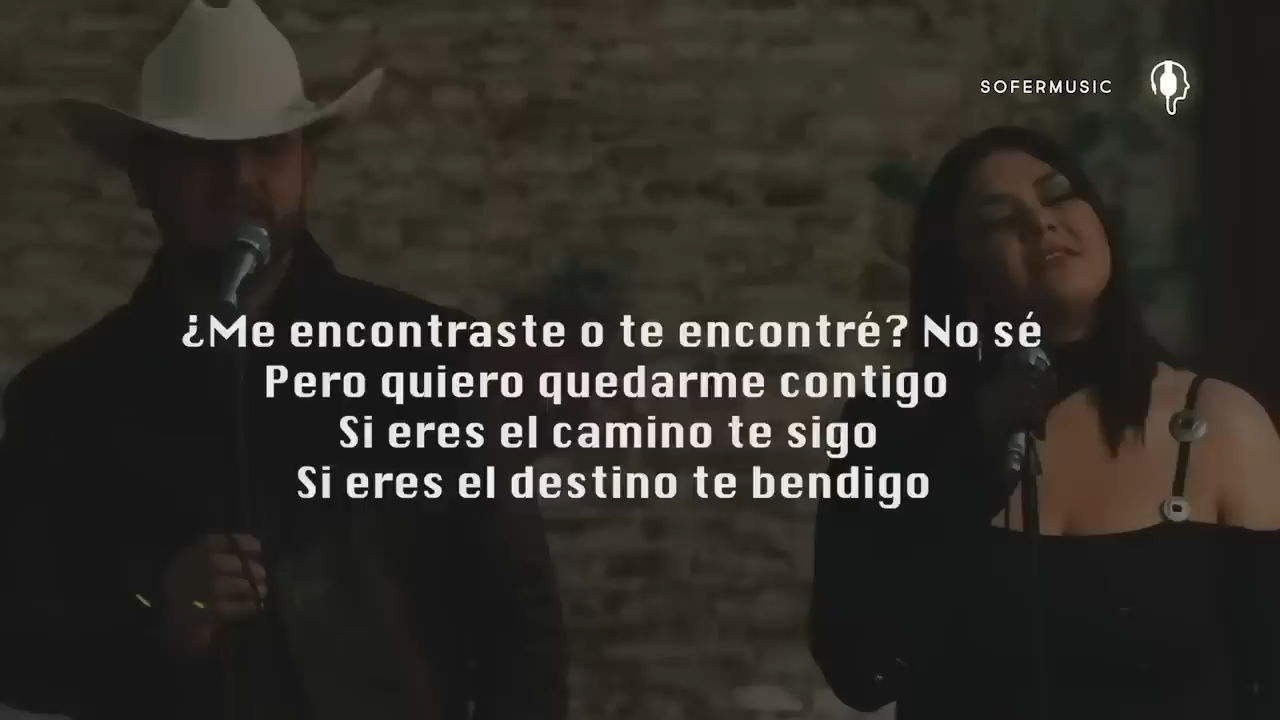 SOFERMUSIC
¿Me encontraste o te encontré? No sé
Pero quiero quedarme contigo
Si eres el camino te sigo
Si eres el destino te bendigo